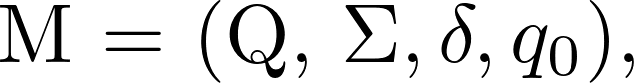 M = (Q, Σ, δ, q₀),